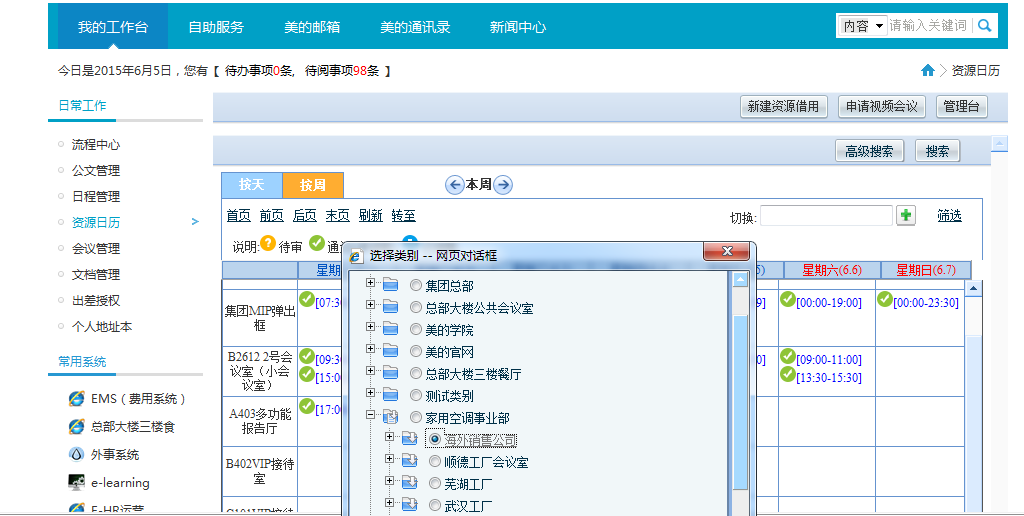 我的工作台 自助服务 美的邮箱 美的通讯录 新闻中心 内容 请输入关键词
今日是2015年6月5日，您有【 待办事项0条， 待阅事项98条 】 资源日历
日常工作
流程中心
公文管理
日程管理
资源日历
会议管理
文档管理
出差授权
个人地址本
常用系统
EMS（费用系统）
总部大楼三楼食
外事系统
e-learning
E-HR运营
新建资源借用 申请视频会议 管理台
高级搜索 搜索
按天 按周 本周
首页 前页 后页 末页 刷新 转至 切换: 筛选
说明: 待审
星期六(6.6) 星期日(6.7)
集团MIP弹出框 [00:00-19:00] [00:00-23:30]
B2612 2号会议室（小会议室） [09:00-11:00]
[13:30-15:30]
A403多功能报告厅
B402VIP接待室
选择类别 -- 网页对话框
集团总部
总部大楼公共会议室
美的学院
美的官网
总部大楼三楼餐厅
测试类别
家用空调事业部
海外销售公司
顺德工厂会议室
芜湖工厂
武汉工厂